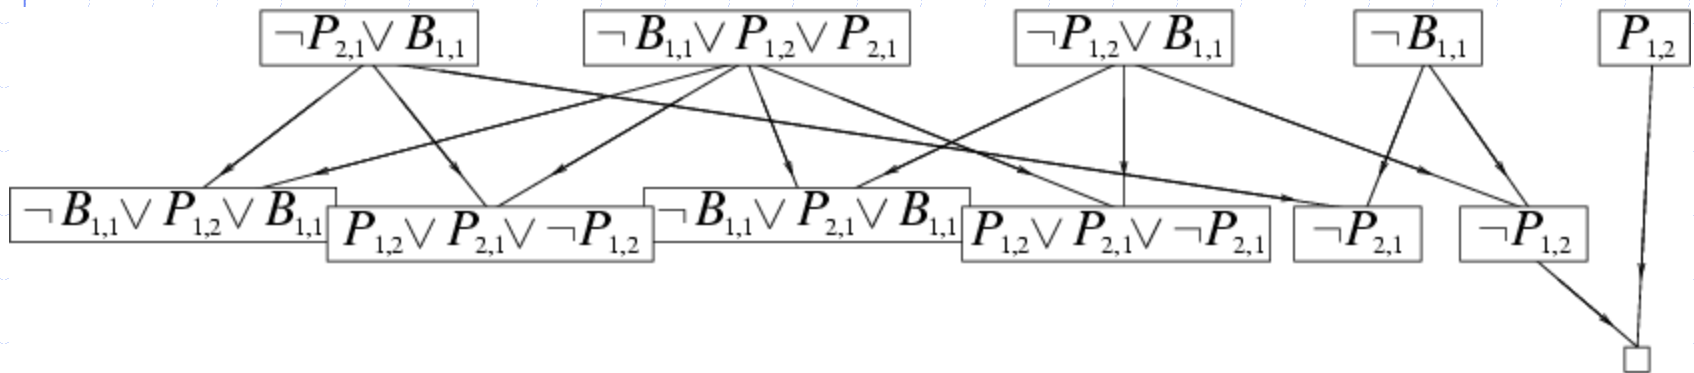 ¬P2,1 ∨ B1,1 ¬B1,1 ∨ P1,2 ∨ P2,1 ¬P1,2 ∨ B1,1 ¬B1,1 P1,2
¬B1,1 ∨ P1,2 ∨ B1,1 P1,2 ∨ P2,1 ∨ ¬P1,2 ¬B1,1 ∨ P2,1 ∨ B1,1 P1,2 ∨ P2,1 ∨ ¬P2,1 ¬P2,1 ¬P1,2